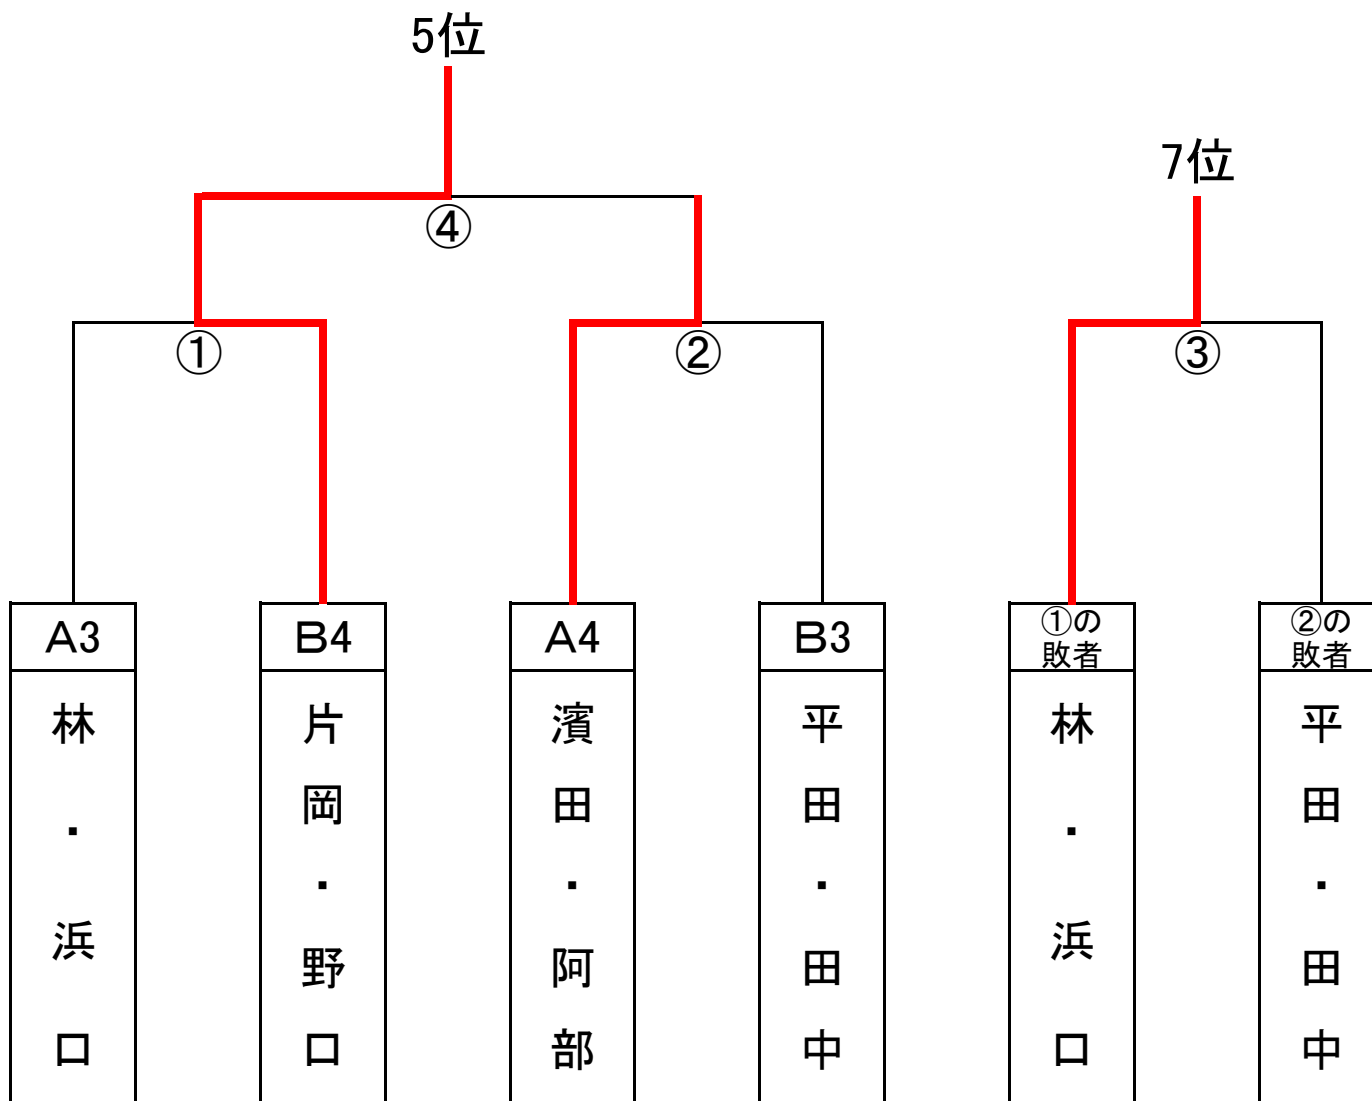 5位
7位
④
①
②
③
A3
B4
A4
B3
①の
敗者
②の
敗者
林・浜口
片岡・野口
濱田・阿部
平田・田中
林・浜口
平田・田中